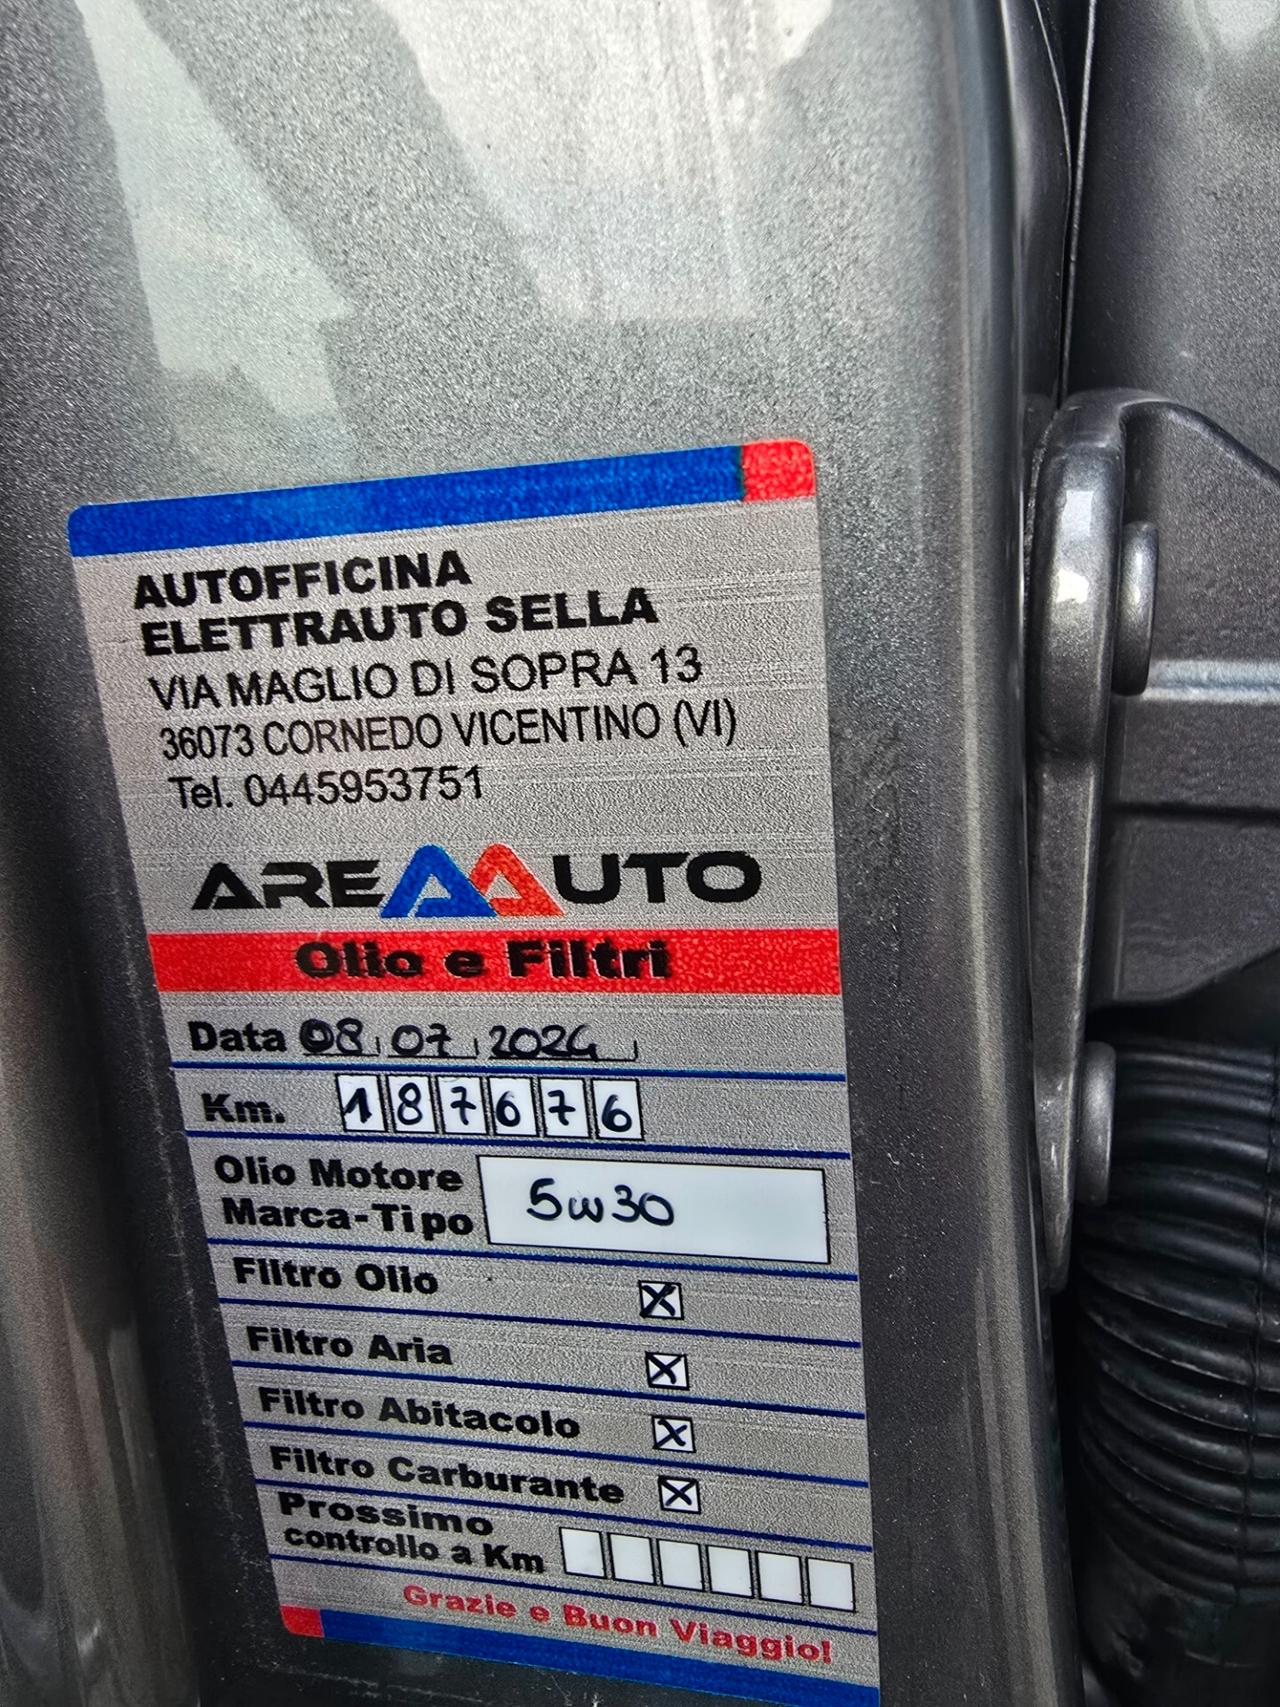 AUTOFFICINA
ELETTRAUTO SELLA
VIA MAGLIO DI SOPRA 13
36073 CORNEDO VICENTINO (VI)
Tel. 0445953751
AREAAUTO
Olio e Filtri
Data 08 07 2024
Km. 187676
Olio Motore
Marca-Tipo 5w30
Filtro Olio X
Filtro Aria X
Filtro Abitacolo X
Filtro Carburante X
Prossimo
controllo a Km
Grazie e Buon Viaggio!